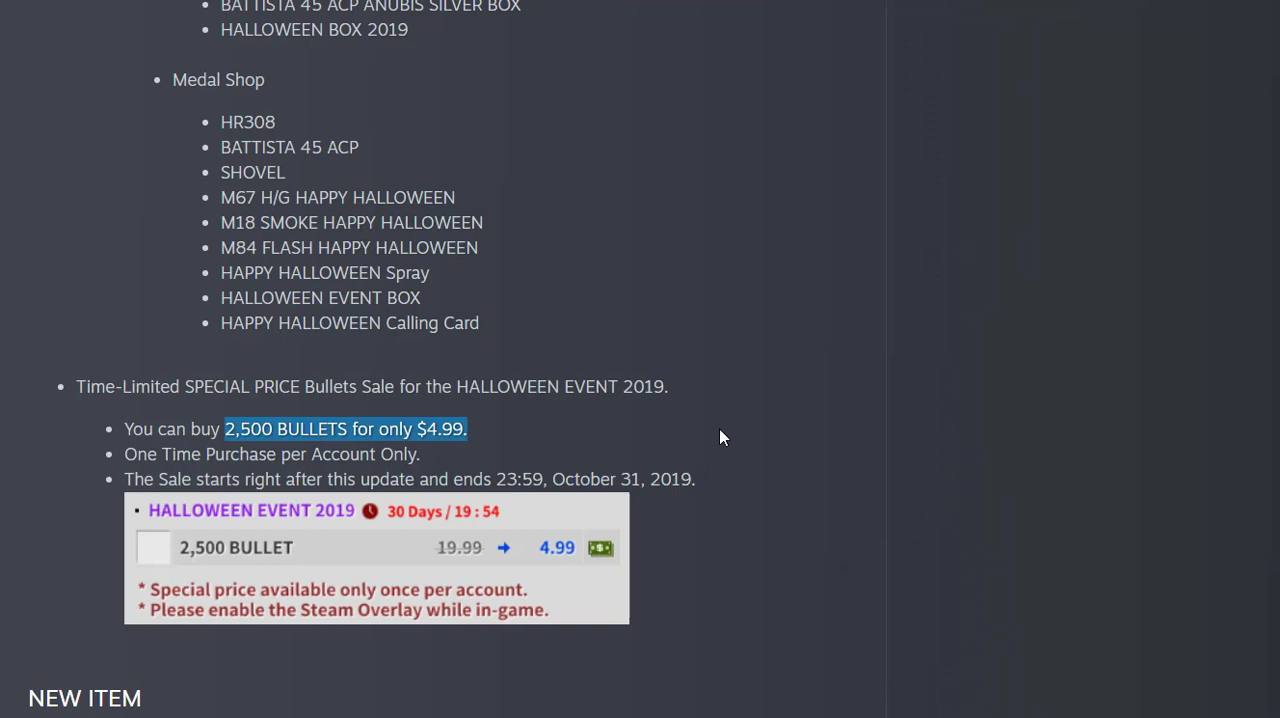 BATTISTA 45 ACP ANUBIS SILVER BOX
HALLOWEEN BOX 2019
Medal Shop
HR308
BATTISTA 45 ACP
SHOVEL
M67 H/G HAPPY HALLOWEEN
M18 SMOKE HAPPY HALLOWEEN
M84 FLASH HAPPY HALLOWEEN
HAPPY HALLOWEEN Spray
HALLOWEEN EVENT BOX
HAPPY HALLOWEEN Calling Card
Time-Limited SPECIAL PRICE Bullets Sale for the HALLOWEEN EVENT 2019.
You can buy 2,500 BULLETS for only $4.99.
One Time Purchase per Account Only.
The Sale starts right after this update and ends 23:59, October 31, 2019.
HALLOWEEN EVENT 2019 30 Days / 19 : 54
2,500 BULLET 19.99 → 4.99 $
* Special price available only once per account.
* Please enable the Steam Overlay while in-game.
NEW ITEM